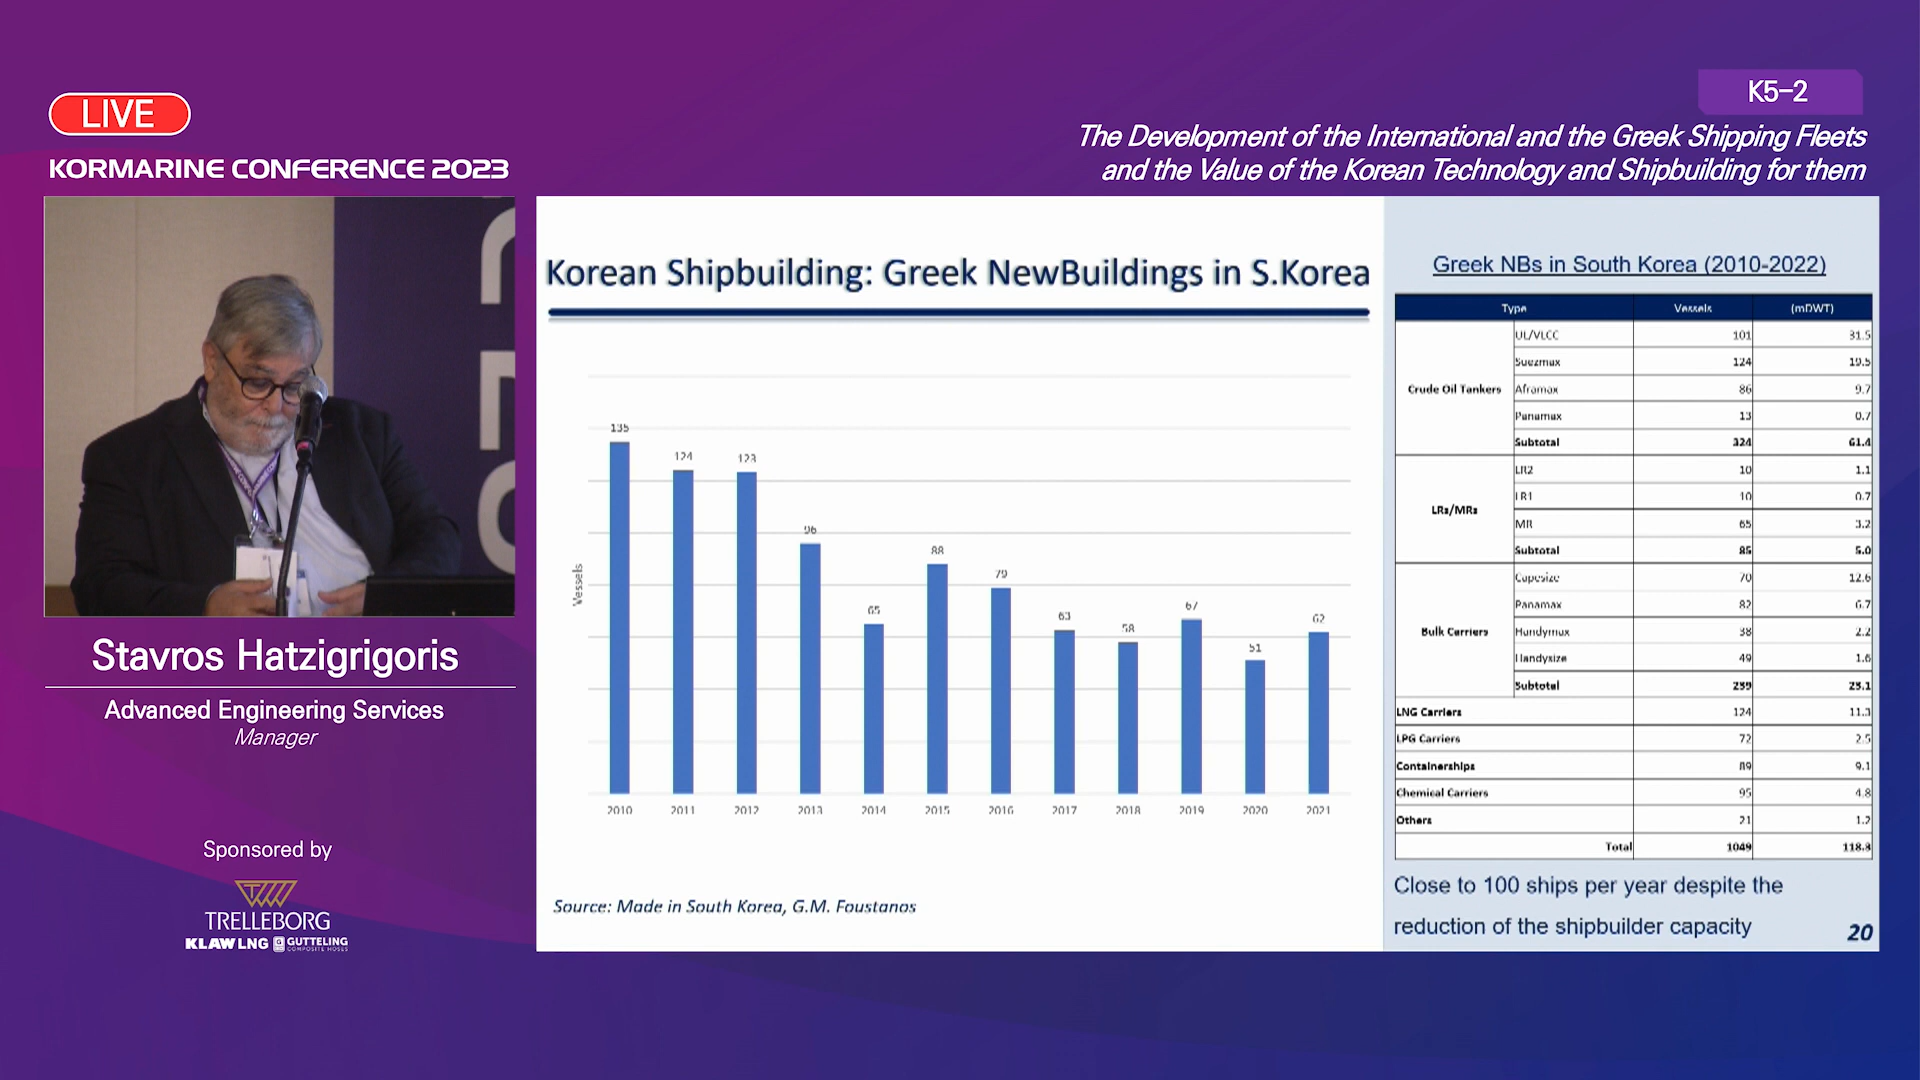 LIVE
KORMARINE CONFERENCE 2023
K5-2
The Development of the International and the Greek Shipping Fleets
and the Value of the Korean Technology and Shipbuilding for them
Stavros Hatzigrigoris
Advanced Engineering Services
Manager
Sponsored by
TRELLEBORG
KLAW LNG GUTTELING
COMPOSITE HOSES
Korean Shipbuilding: Greek NewBuildings in S.Korea
Vessels
135 124 123 96 65 88 79 63 58 67 51 62
2010 2011 2012 2013 2014 2015 2016 2017 2018 2019 2020 2021
Source: Made in South Korea, G.M. Foustanos
Greek NBs in South Korea (2010-2022)
Type Vessels (mDWT)
Crude Oil Tankers
UL/VLCC 101 31.5
Suezmax 124 19.5
Aframax 86 9.7
Panamax 13 0.7
Subtotal 324 61.4
LRs/MRs
LR2 10 1.1
LR1 10 0.7
MR 65 3.2
Subtotal 85 5.0
Bulk Carriers
Capesize 70 12.6
Panamax 82 6.7
Handymax 38 2.2
Handysize 49 1.6
Subtotal 239 23.1
LNG Carriers 124 11.3
LPG Carriers 72 2.5
Containerships 89 9.1
Chemical Carriers 95 4.8
Others 21 1.2
Total 1049 118.3
Close to 100 ships per year despite the
reduction of the shipbuilder capacity
20